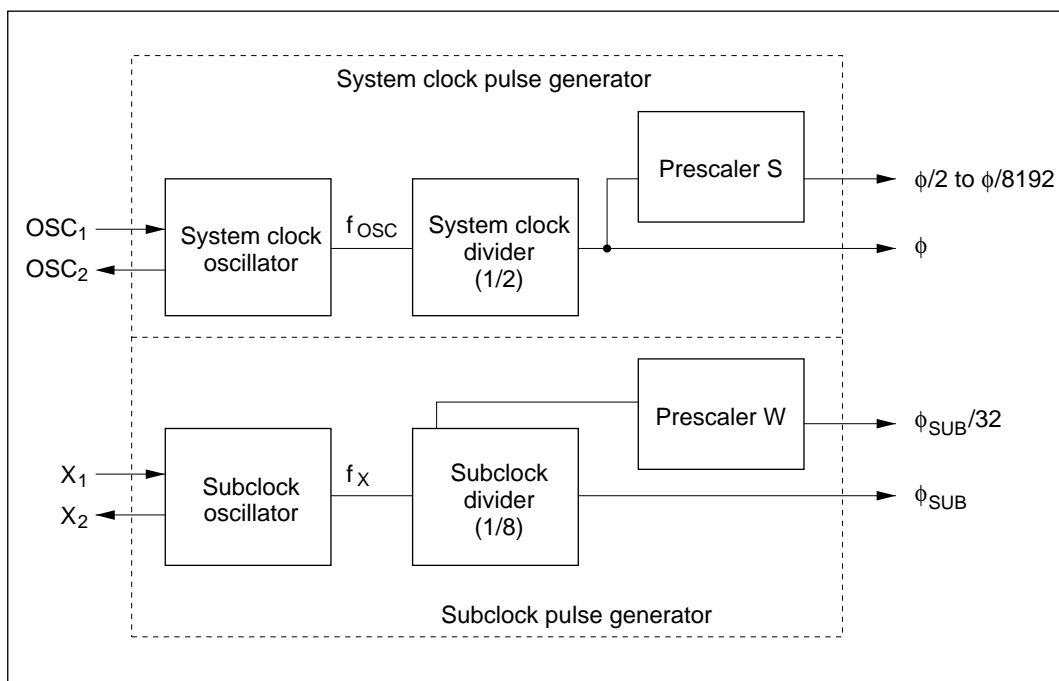 System clock pulse generator
Prescaler S
ϕ/2 to ϕ/8192
OSC1
OSC2
System clock
oscillator
fOSC
System clock
divider
(1/2)
ϕ
Prescaler W
ϕSUB/32
X1
X2
Subclock
oscillator
fX
Subclock
divider
(1/8)
ϕSUB
Subclock pulse generator